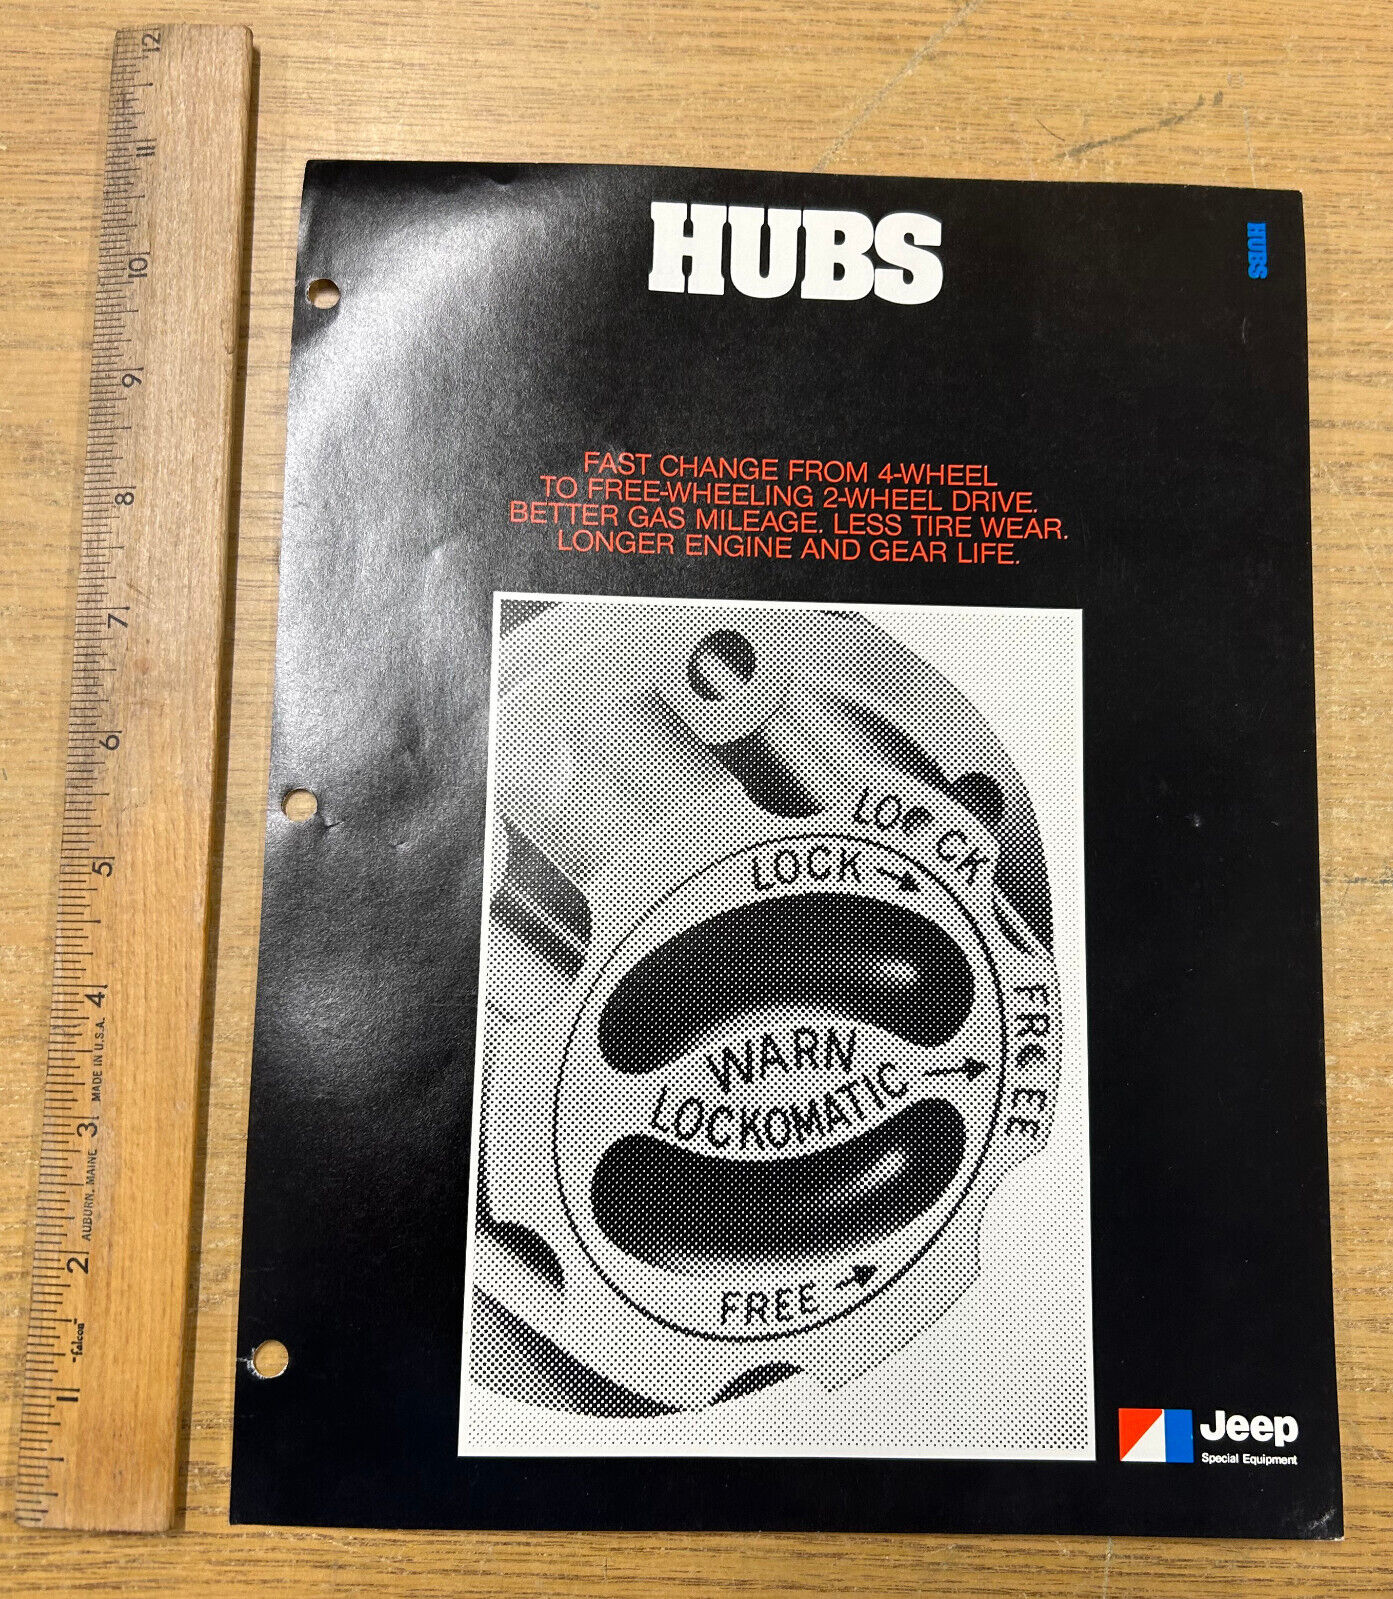 HUBS
HUBS
FAST CHANGE FROM 4-WHEEL
TO FREE-WHEELING 2-WHEEL DRIVE.
BETTER GAS MILEAGE. LESS TIRE WEAR.
LONGER ENGINE AND GEAR LIFE.
LOCK
LOCK
WARN
LOCKOMATIC
FREE
FREE
Jeep
Special Equipment
12
11
10
9
8
7
6
5
4
3
2
1
MADE IN U.S.A.
AUBURN, MAINE
"falcon"